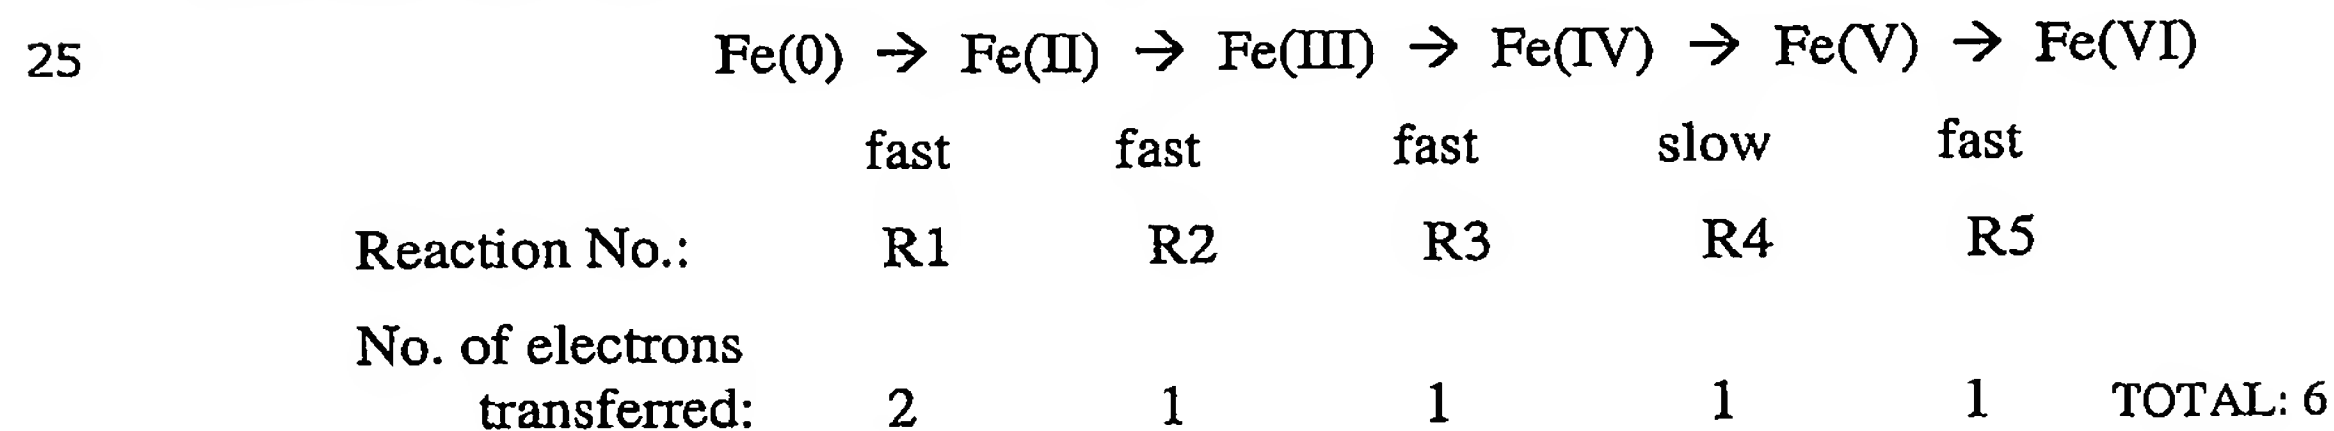 25 Fe(0) → Fe(II) → Fe(III) → Fe(IV) → Fe(V) → Fe(VI)
fast fast fast slow fast
Reaction No.: R1 R2 R3 R4 R5
No. of electrons
transferred: 2 1 1 1 1 TOTAL: 6